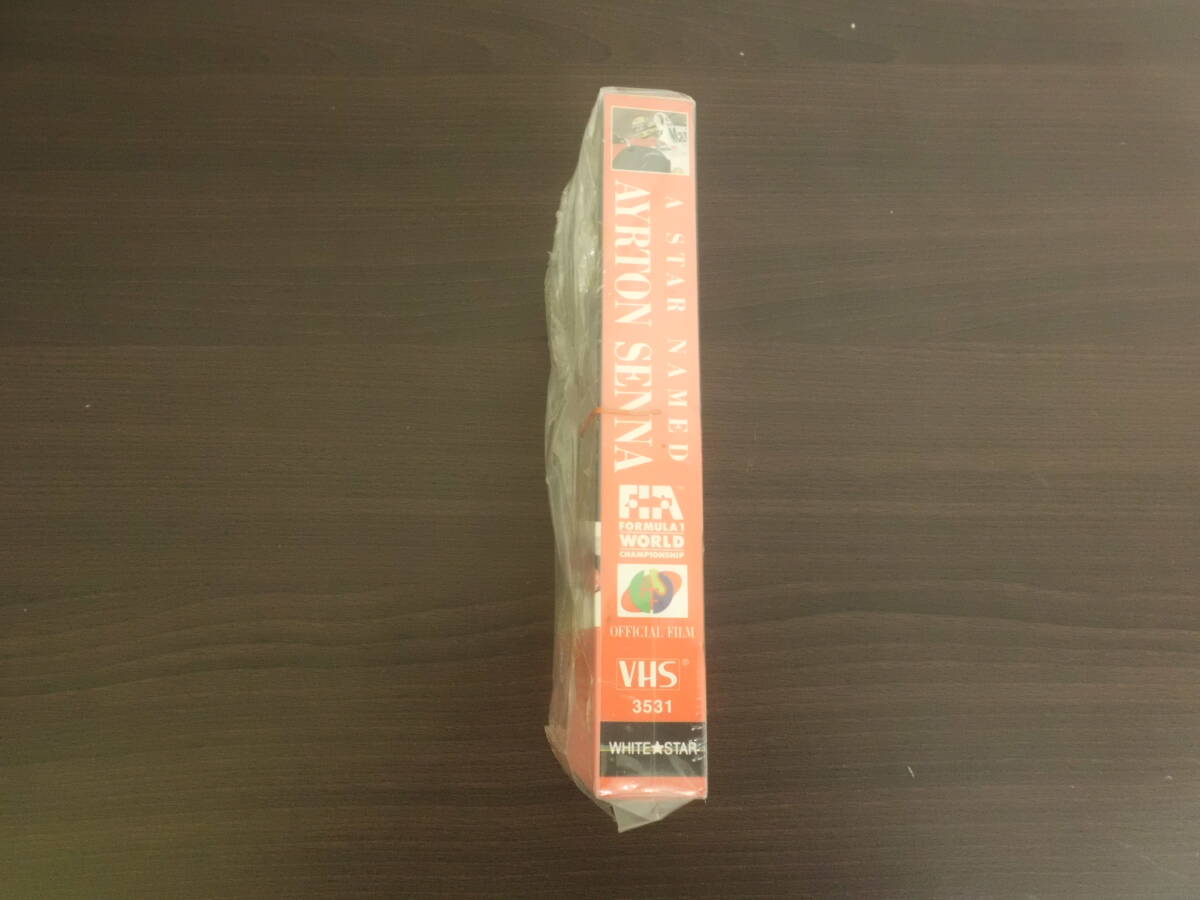 A STAR NAMED
AYRTON SENNA
FIA
FORMULA 1
WORLD
CHAMPIONSHIP
OFFICIAL FILM
VHS
3531
WHITE★STAR